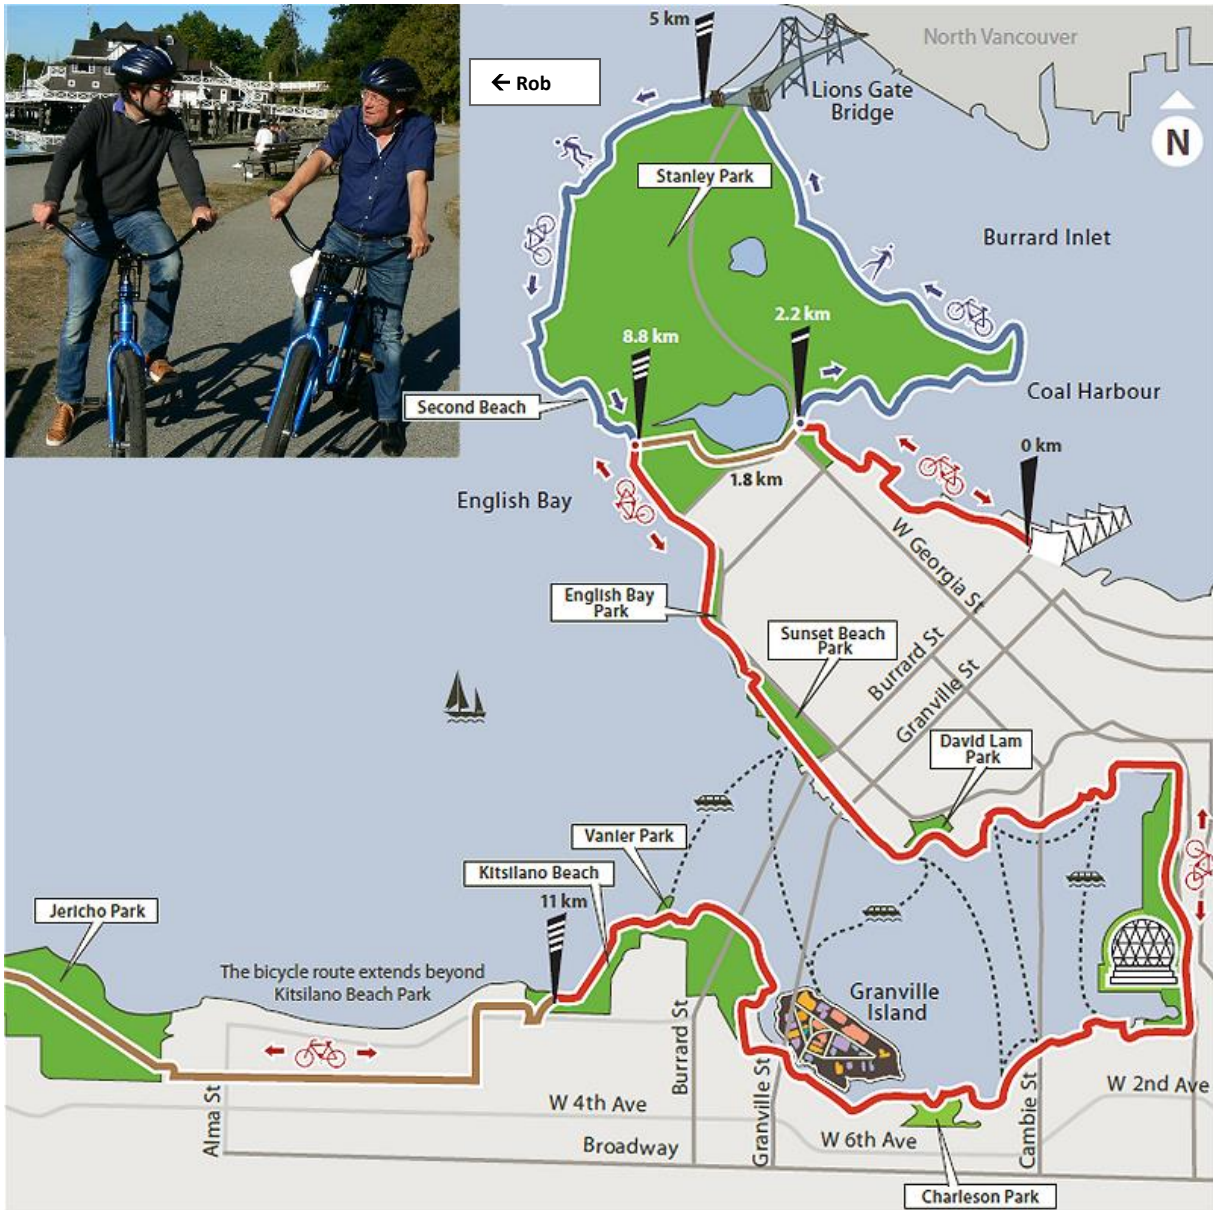 5 km
North Vancouver
← Rob
Lions Gate
Bridge
N
Stanley Park
Burrard Inlet
2.2 km
8.8 km
Coal Harbour
Second Beach
0 km
1.8 km
English Bay
W Georgia St
English Bay
Park
Sunset Beach
Park
Burrard St
Granville St
David Lam
Park
Vanier Park
Kitsilano Beach
11 km
Jericho Park
The bicycle route extends beyond
Kitsilano Beach Park
Granville
Island
Burrard St
Granville St
Cambie St
Alma St
W 2nd Ave
W 4th Ave
W 6th Ave
Broadway
Charleson Park